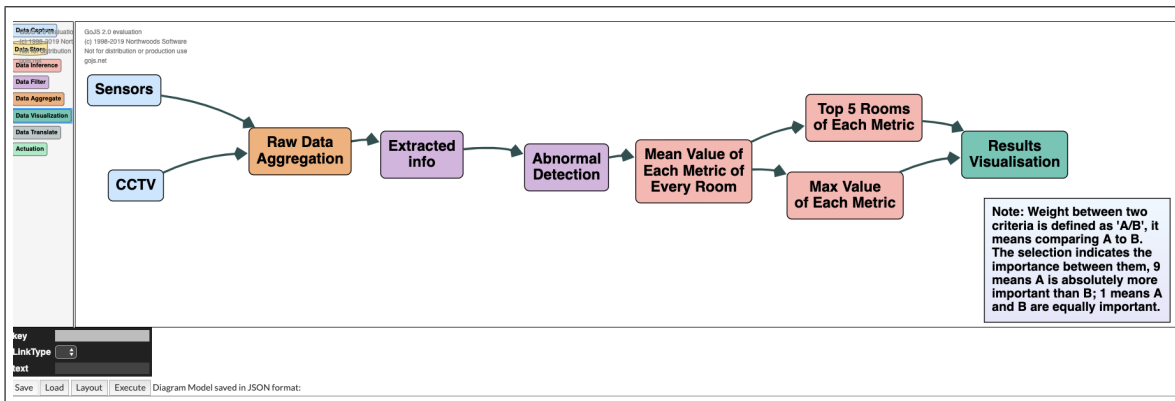 Data Capture
Data Store
Data Inference
Data Filter
Data Aggregate
Data Visualization
Data Translate
Actuation
GoJS 2.0 evaluation
(c) 1998-2019 Northwoods Software
Not for distribution or production use
gojs.net
Sensors
CCTV
Raw Data
Aggregation
Extracted
info
Abnormal
Detection
Mean Value of
Each Metric of
Every Room
Top 5 Rooms
of Each Metric
Max Value
of Each Metric
Results
Visualisation
Note: Weight between two
criteria is defined as 'A/B', it
means comparing A to B.
The selection indicates the
importance between them, 9
means A is absolutely more
important than B; 1 means A
and B are equally important.
key
LinkType
text
Save Load Layout Execute Diagram Model saved in JSON format: